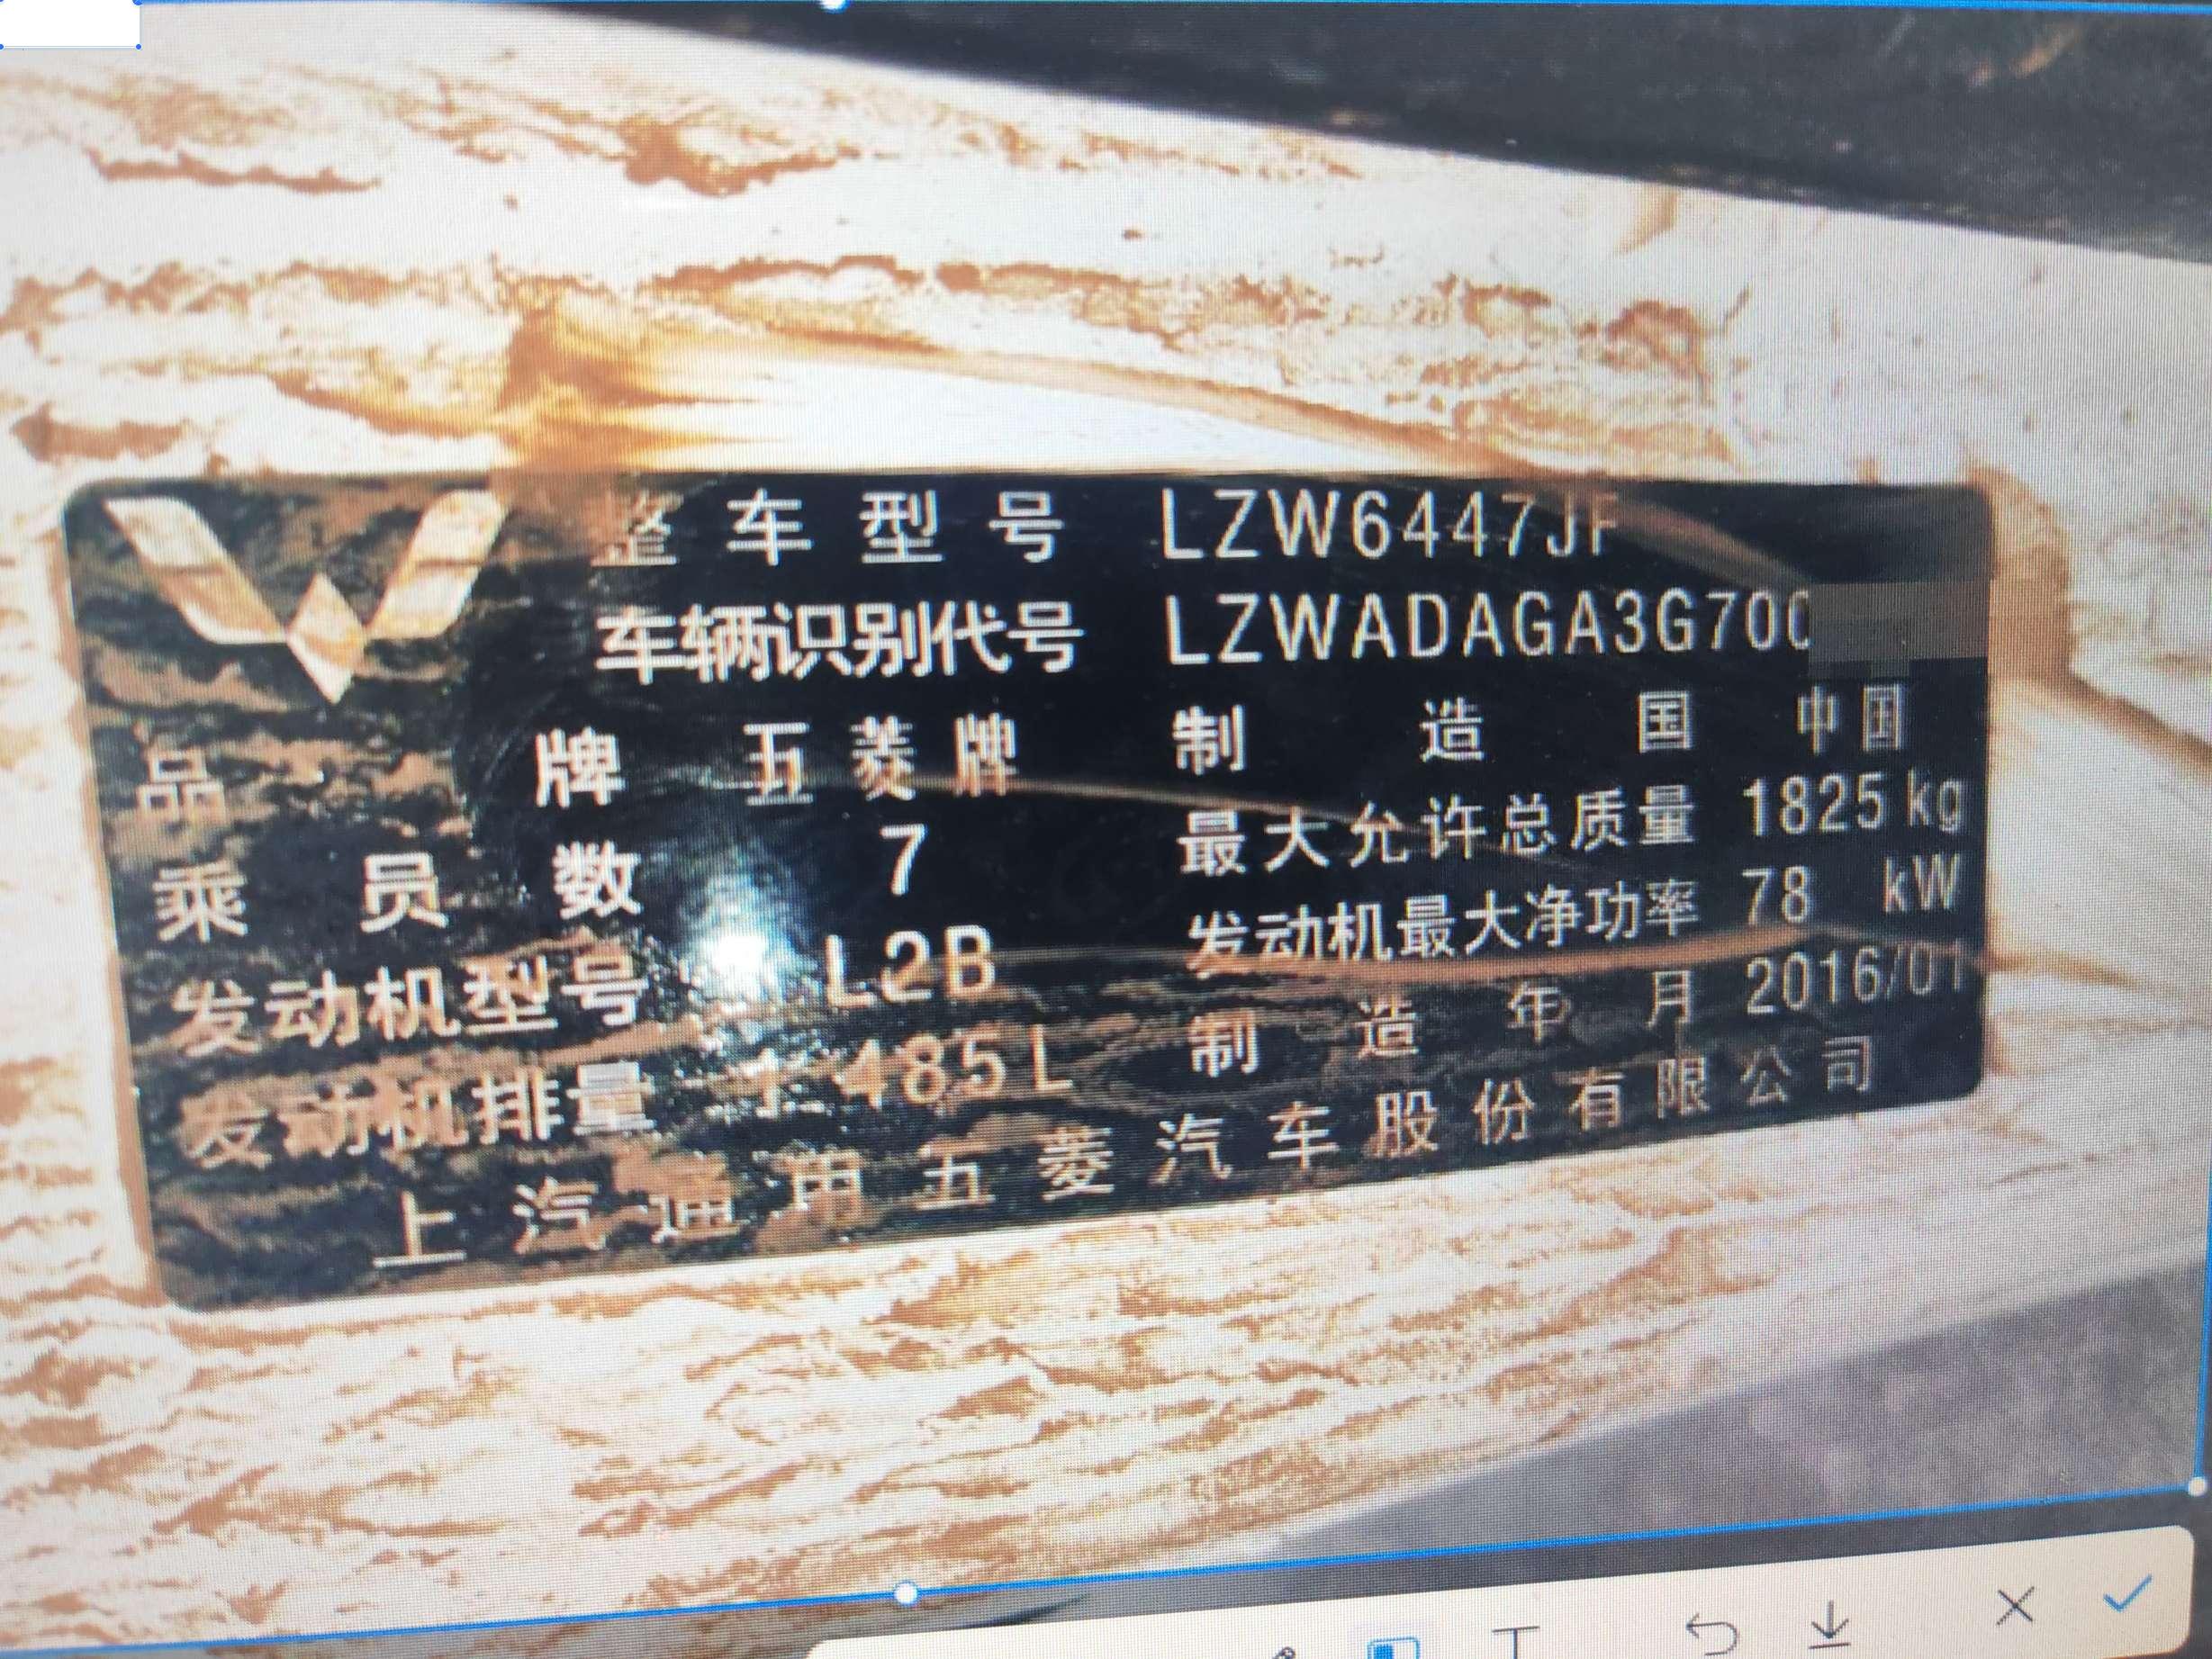 整车型号 LZW6447JF
车辆识别代号 LZWADAGA3G700
品牌 五菱牌 制造国 中国
乘员数 7 最大允许总质量 1825 kg
发动机型号 L2B 发动机最大净功率 78 kW
发动机排量 1.485L 制造年月 2016/01
上汽通用五菱汽车股份有限公司